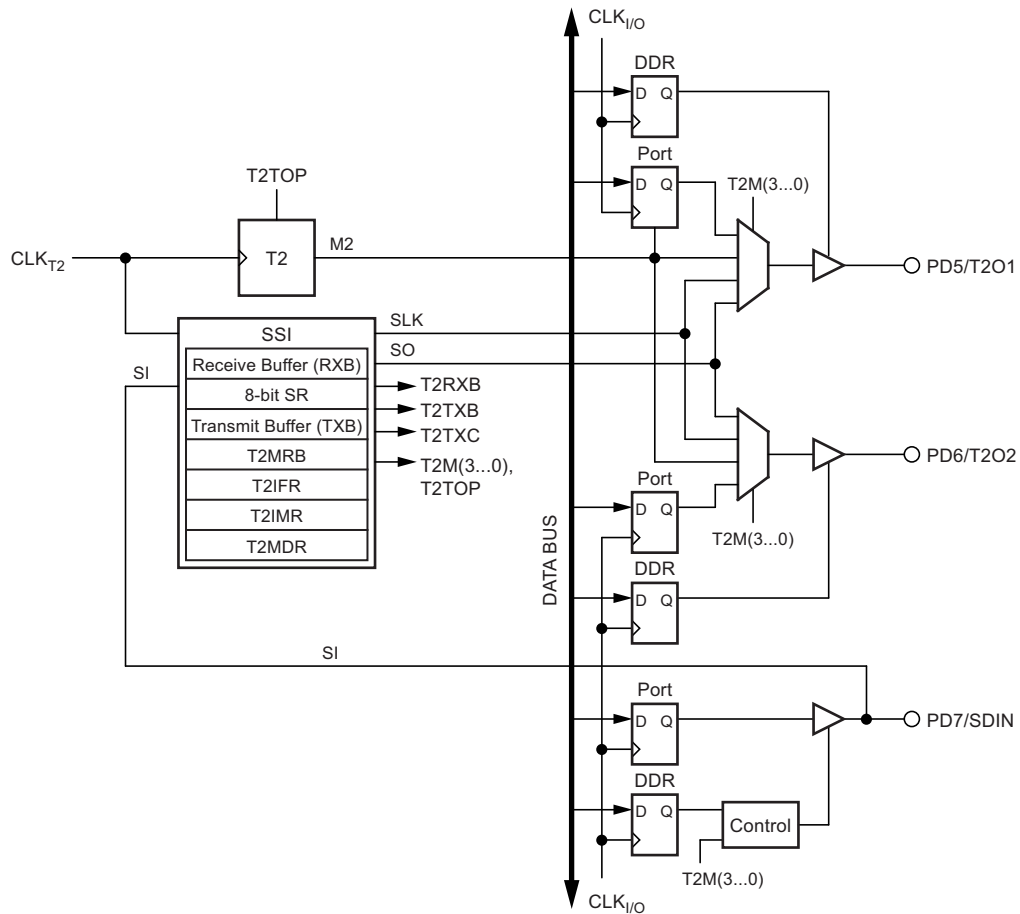 CLKI/O
DDR
D Q
Port
D Q
T2M(3...0)
T2TOP
CLKT2
T2
M2
PD5/T2O1
SSI
SLK
SO
SI
Receive Buffer (RXB)
8-bit SR
Transmit Buffer (TXB)
T2MRB
T2IFR
T2IMR
T2MDR
T2RXB
T2TXB
T2TXC
T2M(3...0),
T2TOP
PD6/T2O2
Port
D Q
T2M(3...0)
DATA BUS
DDR
D Q
SI
Port
D Q
PD7/SDIN
DDR
D Q
Control
T2M(3...0)
CLKI/O